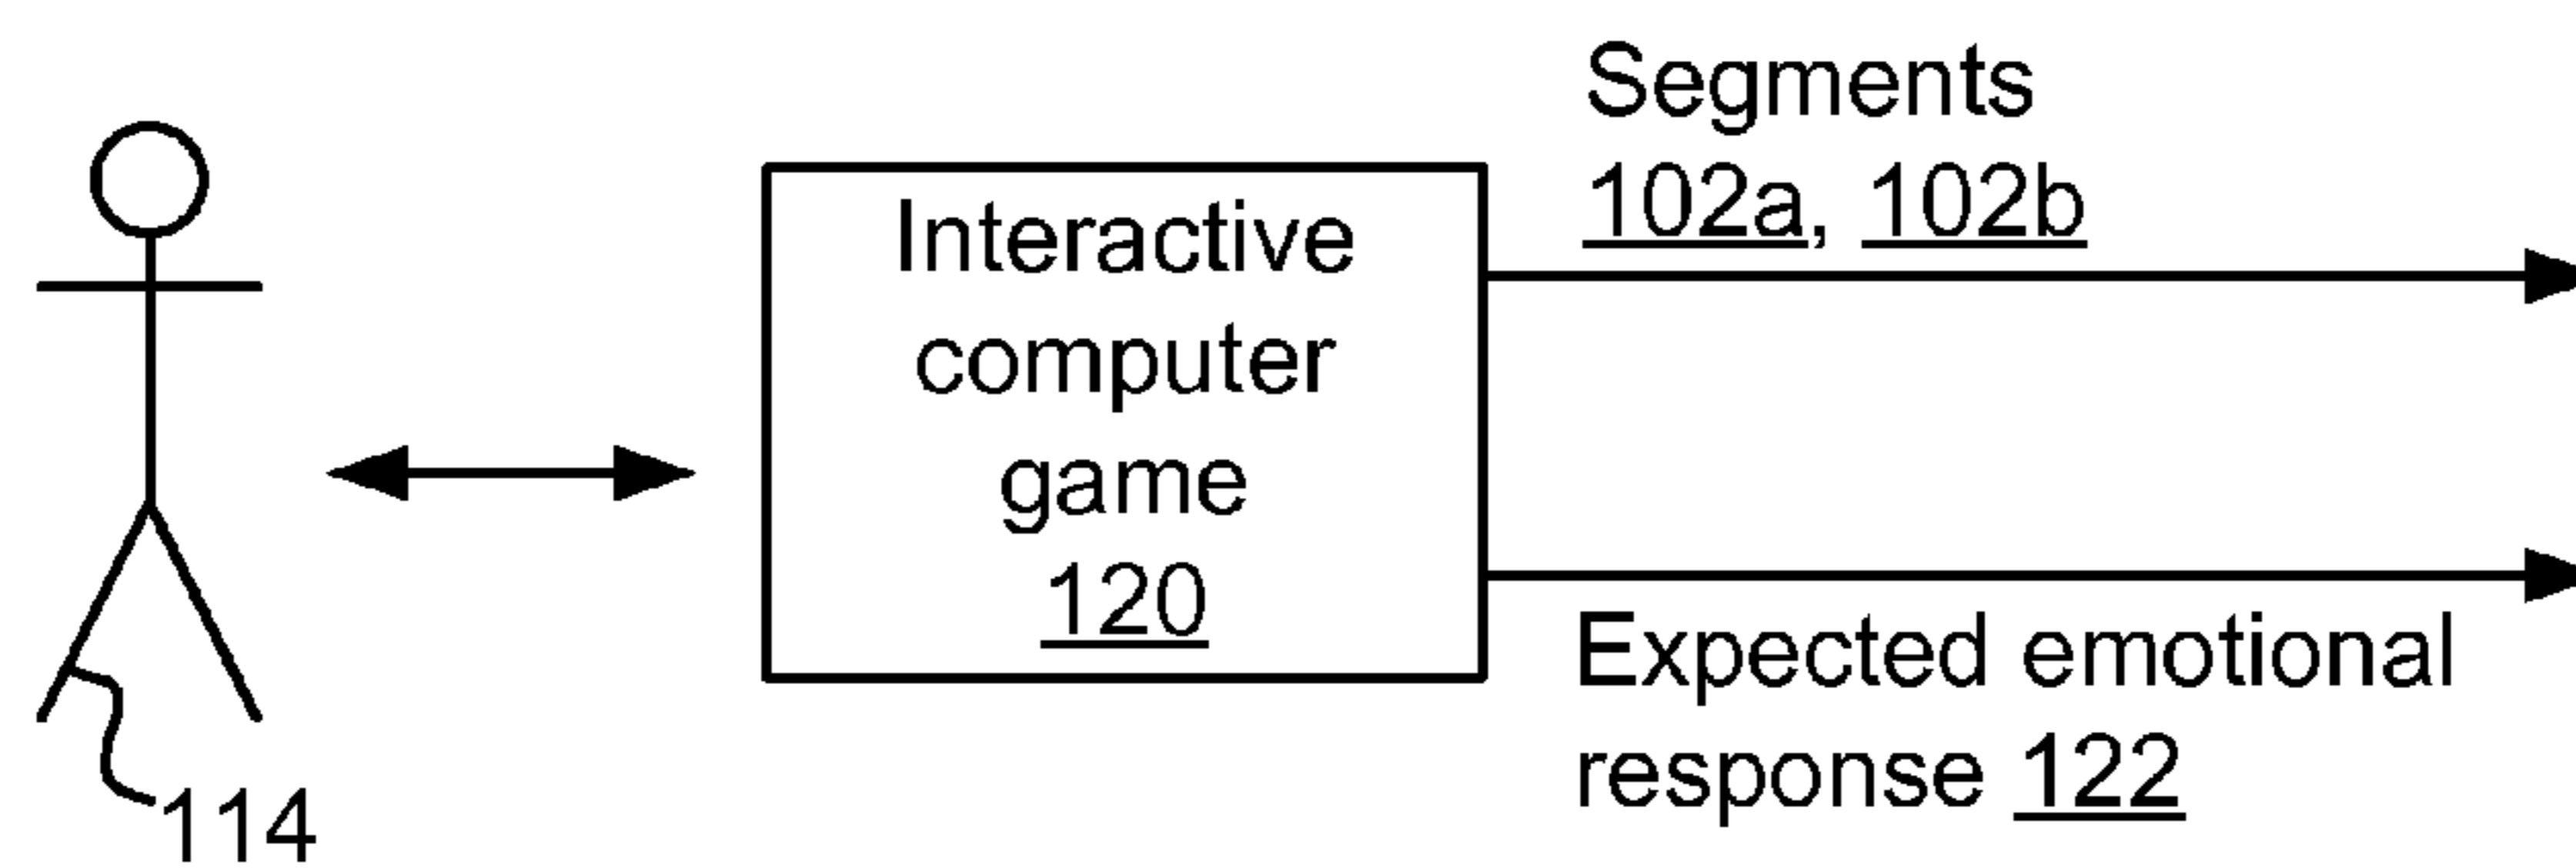 Segments
102a, 102b
Interactive
computer
game
120
Expected emotional
response 122
114